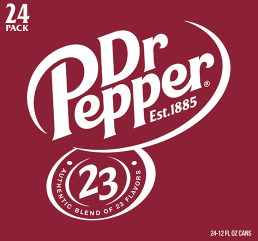 24
PACK
Dr
Pepper®
Est.1885
23
• AUTHENTIC BLEND OF 23 FLAVORS •
24-12 FL OZ CANS